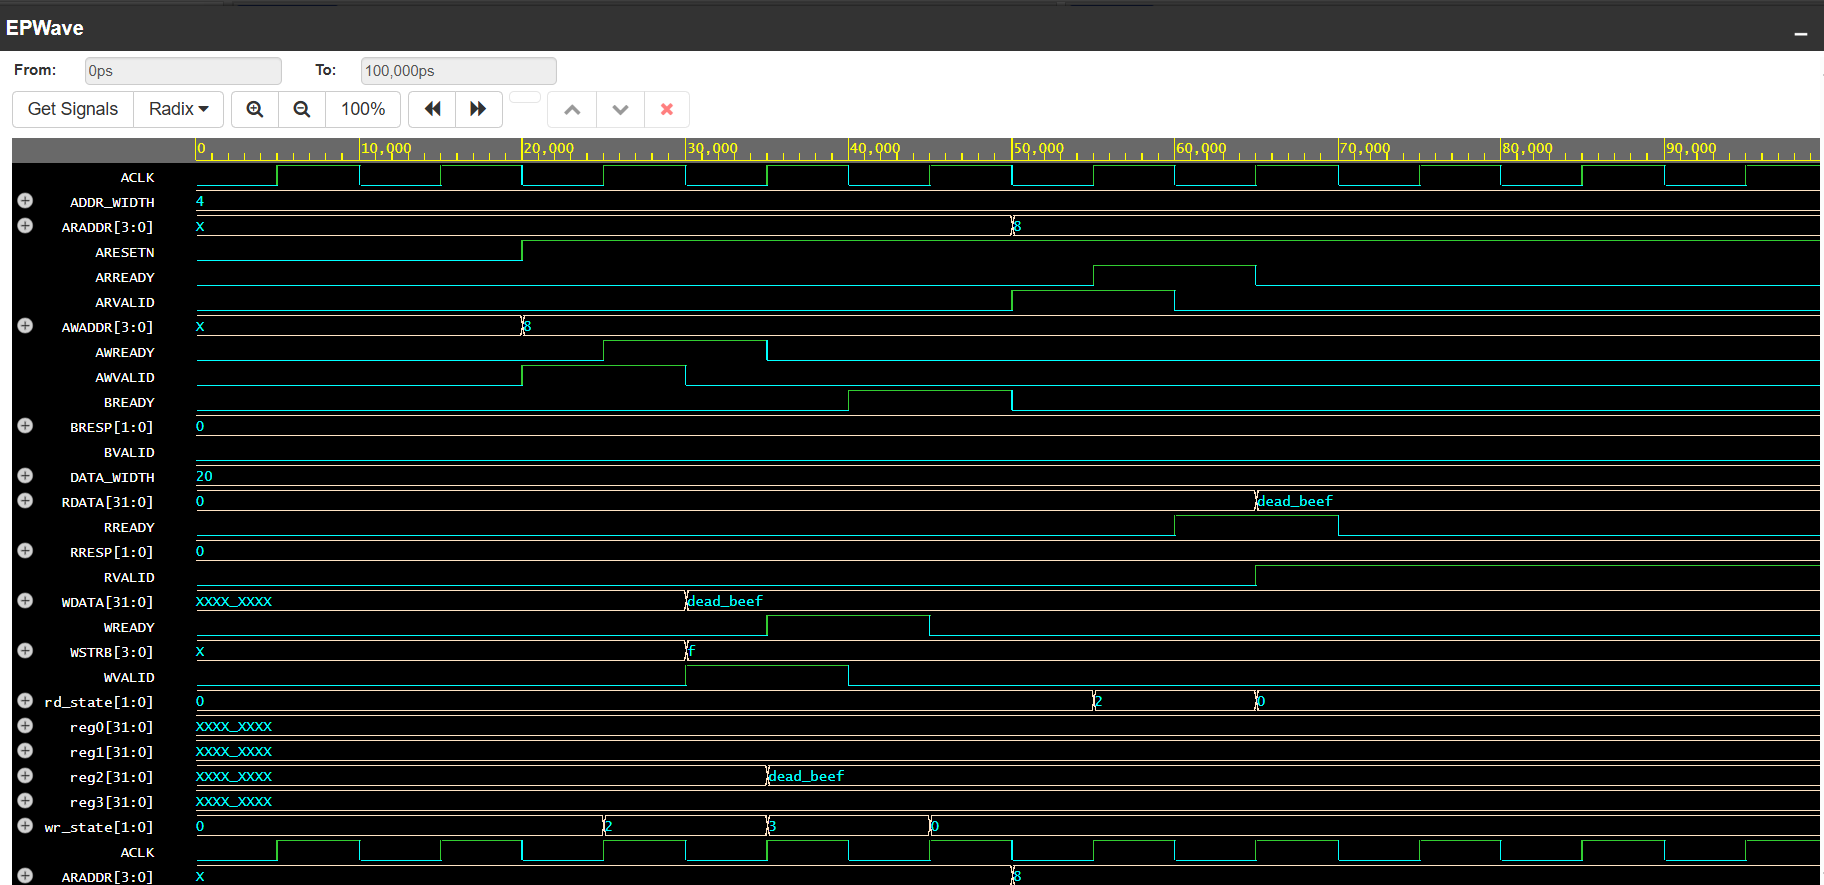 EPWave
From: 0ps To: 100,000ps
Get Signals Radix 100%
0 10,000 20,000 30,000 40,000 50,000 60,000 70,000 80,000 90,000
ACLK
ADDR_WIDTH 4
ARADDR[3:0] X 8
ARESETN
ARREADY
ARVALID
AWADDR[3:0] X 8
AWREADY
AWVALID
BREADY
BRESP[1:0] 0
BVALID
DATA_WIDTH 20
RDATA[31:0] 0 dead_beef
RREADY
RRESP[1:0] 0
RVALID
WDATA[31:0] XXXX_XXXX dead_beef
WREADY
WSTRB[3:0] X f
WVALID
rd_state[1:0] 0 2 0
reg0[31:0] XXXX_XXXX
reg1[31:0] XXXX_XXXX
reg2[31:0] XXXX_XXXX dead_beef
reg3[31:0] XXXX_XXXX
wr_state[1:0] 0 2 3 0
ACLK
ARADDR[3:0] X 8